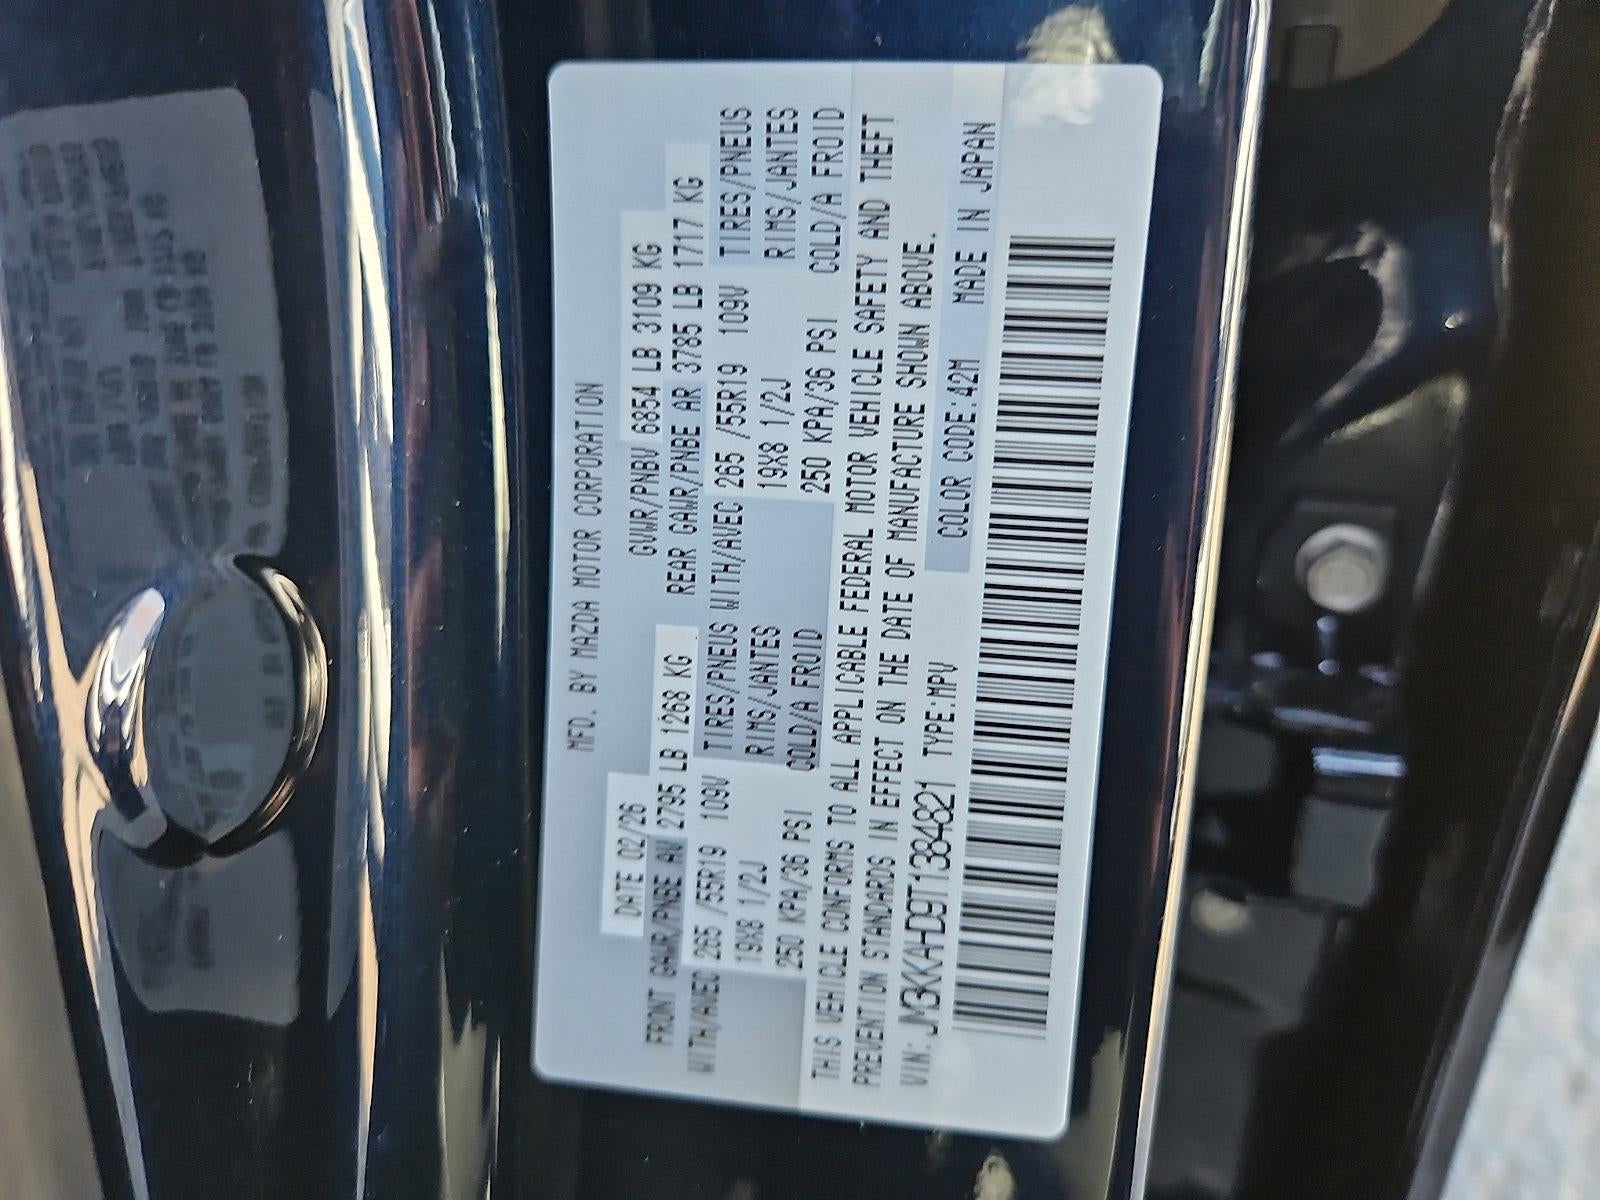 MFD. BY MAZDA MOTOR CORPORATION
DATE 02/26 GVWR/PNBV 6854 LB 3109 KG
FRONT GAWR/PNBE AV 2795 LB 1268 KG REAR GAWR/PNBE AR 3785 LB 1717 KG
WITH/AVEC 265 /55R19 109V TIRES/PNEUS WITH/AVEC 265 /55R19 109V TIRES/PNEUS
19X8 1/2J RIMS/JANTES 19X8 1/2J RIMS/JANTES
250 KPA/36 PSI COLD/A FROID 250 KPA/36 PSI COLD/A FROID
THIS VEHICLE CONFORMS TO ALL APPLICABLE FEDERAL MOTOR VEHICLE SAFETY AND THEFT
PREVENTION STANDARDS IN EFFECT ON THE DATE OF MANUFACTURE SHOWN ABOVE.
VIN: JM3KKAHD9T1384821 TYPE:MPV COLOR CODE:42M MADE IN JAPAN